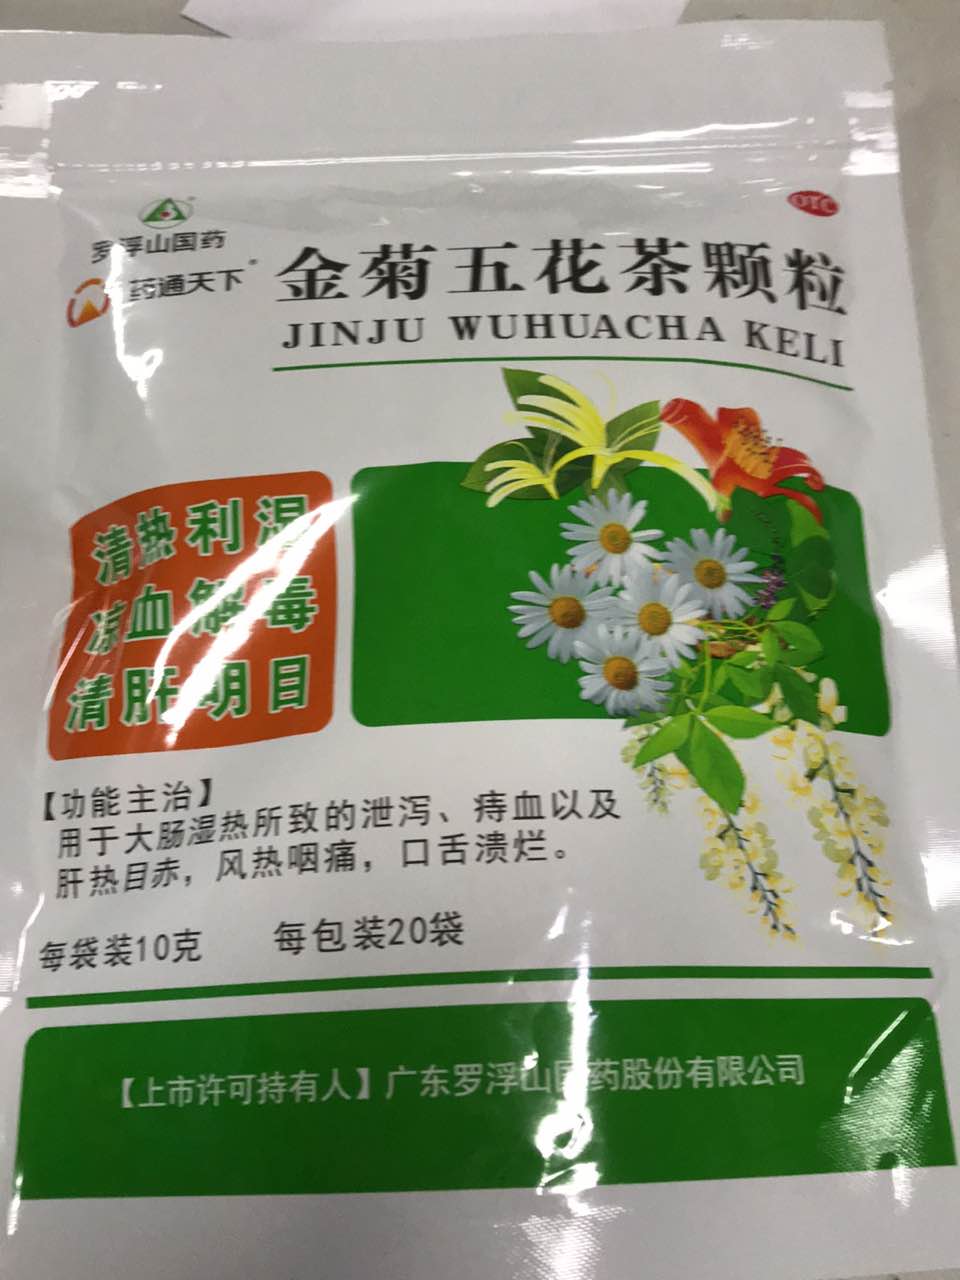 罗浮山国药
药通天下
OTC
金菊五花茶颗粒
JINJU WUHUACHA KELI
清热利湿
凉血解毒
清肝明目
【功能主治】
用于大肠湿热所致的泄泻、痔血以及
肝热目赤，风热咽痛，口舌溃烂。
每袋装10克 每包装20袋
【上市许可持有人】广东罗浮山国药股份有限公司